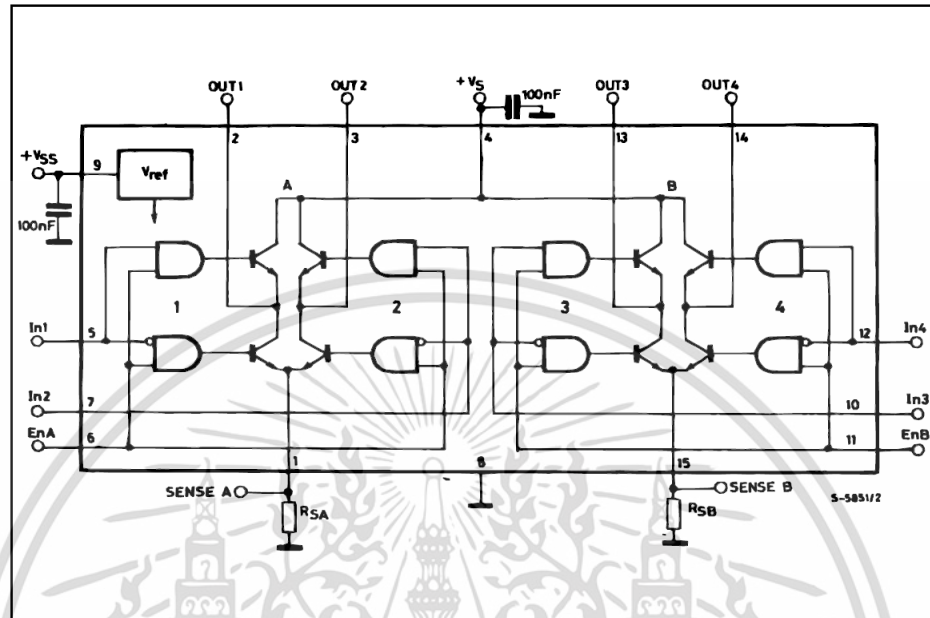 OUT1 OUT2 +VS 100nF OUT3 OUT4
2 3 4 13 14
+VSS 9 Vref A B
100nF
1 2 3 4
In1 5 12 In4
In2 7 10 In3
EnA 6 11 EnB
1 8 15
SENSE A SENSE B S-5851/2
RSA RSB